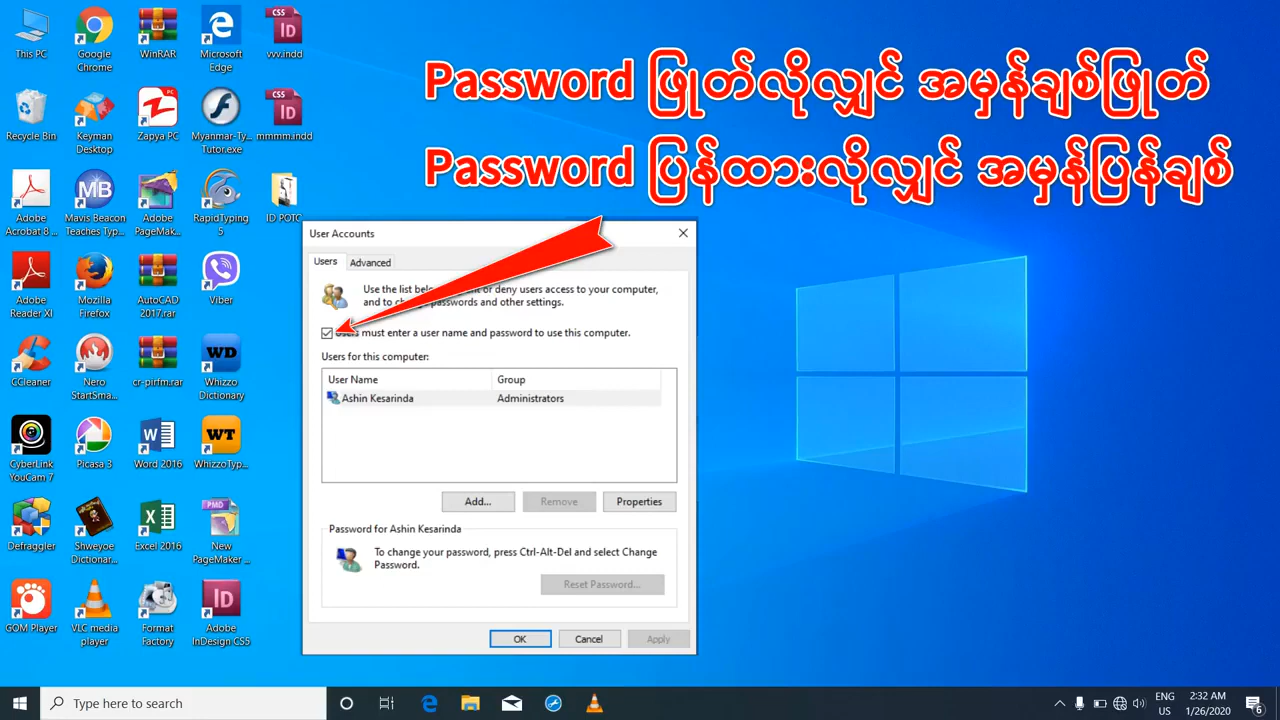 Password ဖြုတ်လိုလျှင် အမှန်ချစ်ဖြုတ်
Password ပြန်ထားလိုလျှင် အမှန်ပြန်ချစ်
This PC
Google Chrome
WinRAR
Microsoft Edge
vvv.indd
Recycle Bin
Keyman Desktop
Zapya PC
Myanmar-Ty... Tutor.exe
mmmm.indd
Adobe Acrobat 8 ...
Mavis Beacon Teaches Typ...
Adobe PageMak...
RapidTyping 5
ID POTO
Adobe Reader XI
Mozilla Firefox
AutoCAD 2017.rar
Viber
CCleaner
Nero StartSma...
cr-pirfm.rar
Whizzo Dictionary
CyberLink YouCam 7
Picasa 3
Word 2016
WhizzoTyp...
Defraggler
Shweyoe Dictionar...
Excel 2016
New PageMaker ...
GOM Player
VLC media player
Format Factory
Adobe InDesign CS5
User Accounts
Users
Advanced
Use the list below or deny users access to your computer,
and to passwords and other settings.
Users must enter a user name and password to use this computer.
Users for this computer:
User Name Group
Ashin Kesarinda Administrators
Add... Remove Properties
Password for Ashin Kesarinda
To change your password, press Ctrl-Alt-Del and select Change
Password.
Reset Password...
OK Cancel Apply
Type here to search
ENG
US
2:32 AM
1/26/2020
6